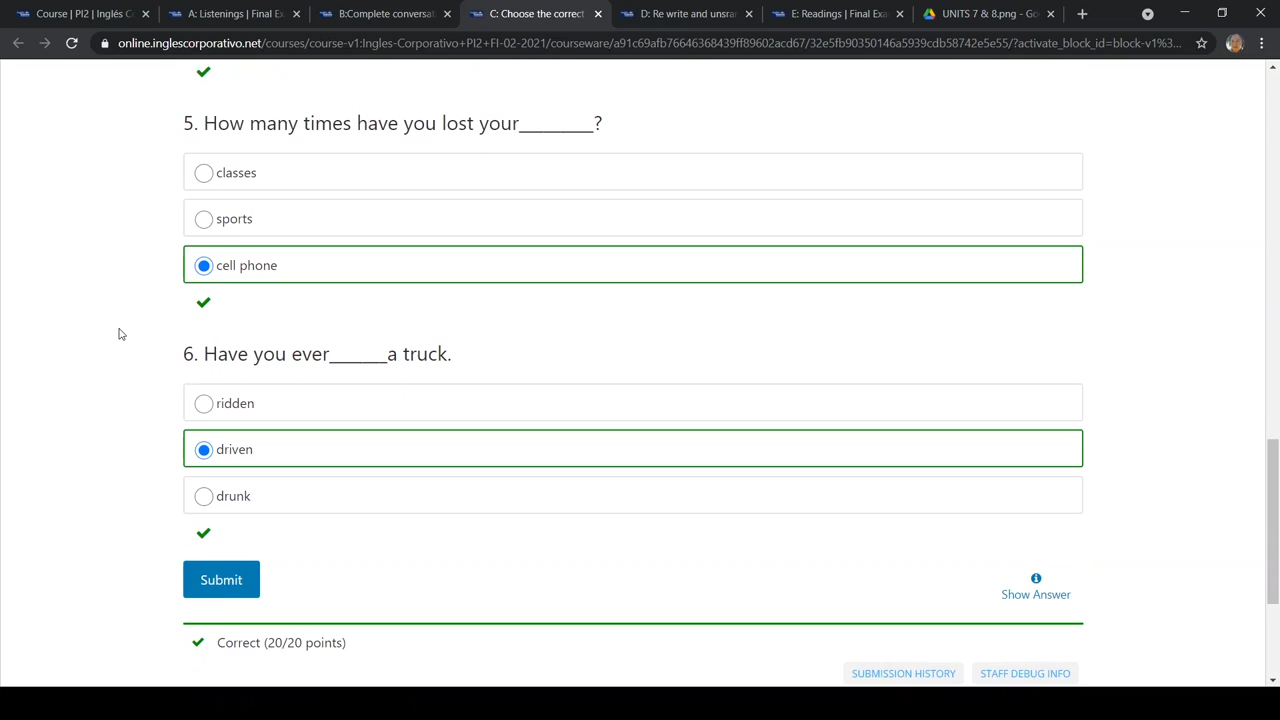 Course | PI2 | Inglés C
A: Listenings | Final E
B:Complete conversat
C: Choose the correct
D: Re write and unsra
E: Readings | Final Exa
UNITS 7 & 8.png - Go
online.inglescorporativo.net/courses/course-v1:Ingles-Corporativo+PI2+FI-02-2021/courseware/a91c69afb76646368439ff89602acd67/32e5fb90350146a5939cdb58742e5e55/?activate_block_id=block-v1%3...
5. How many times have you lost your________?
classes
sports
cell phone
6. Have you ever______a truck.
ridden
driven
drunk
Submit
Show Answer
Correct (20/20 points)
SUBMISSION HISTORY
STAFF DEBUG INFO